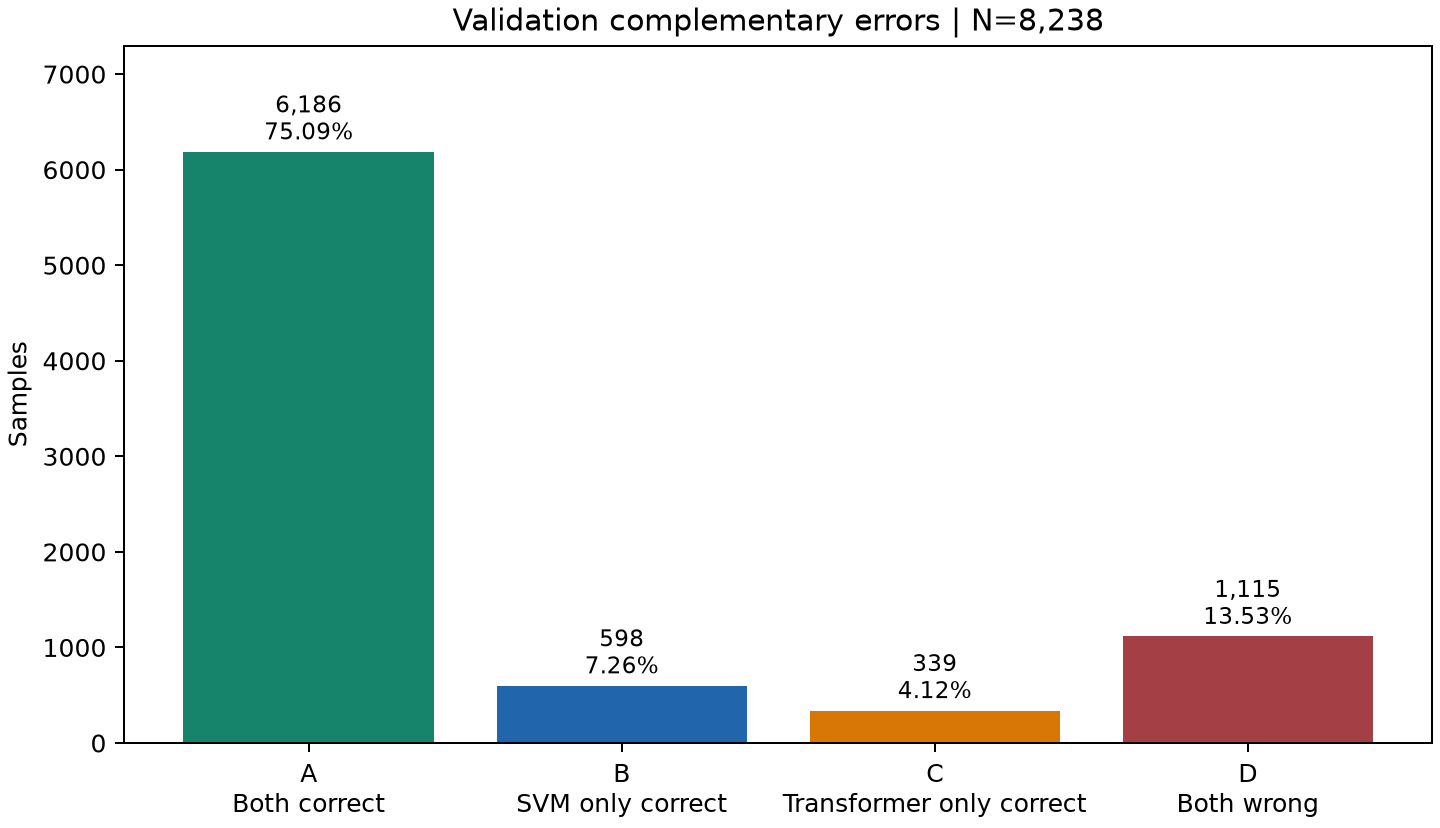 Validation complementary errors | N=8,238
Samples
7000
6000
5000
4000
3000
2000
1000
0
6,186
75.09%
598
7.26%
339
4.12%
1,115
13.53%
A
Both correct
B
SVM only correct
C
Transformer only correct
D
Both wrong